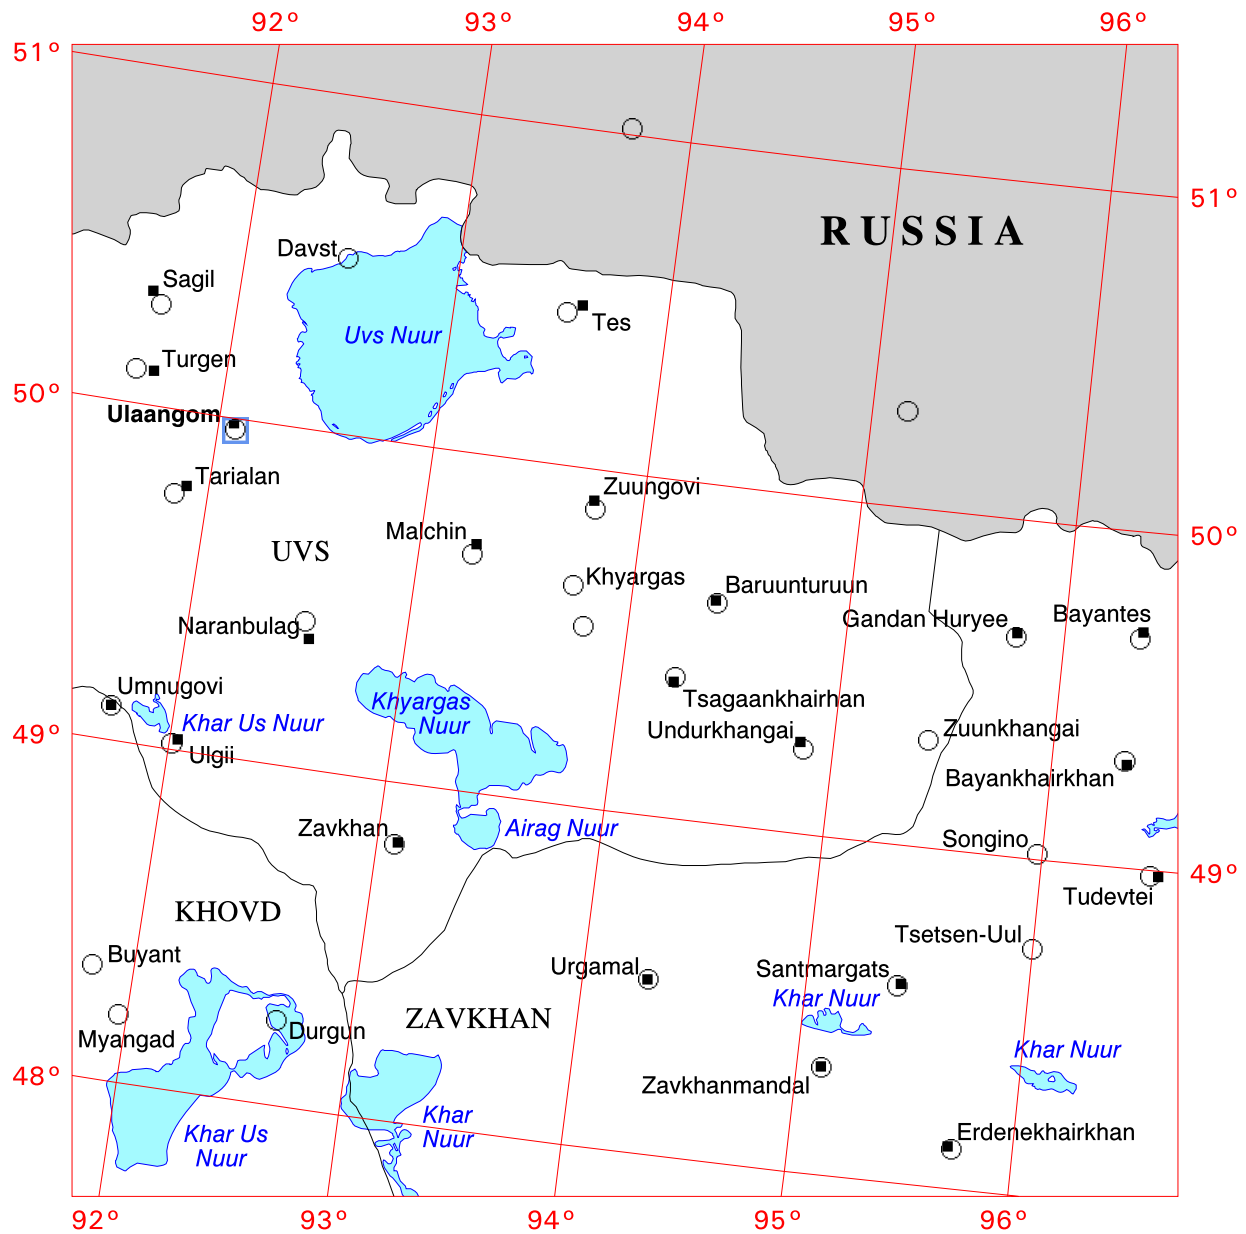 92° 93° 94° 95° 96°
51°
51°
RUSSIA
Davst
Sagil
Uvs Nuur
Tes
Turgen
50°
Ulaangom
Tarialan
Zuungovi
Malchin
50°
UVS
Khyargas
Baruunturuun
Gandan Huryee
Bayantes
Naranbulag
Umnugovi
Khyargas
Nuur
Tsagaankhairhan
Khar Us Nuur
Undurkhangai
Zuunkhangai
49°
Ulgii
Bayankhairkhan
Zavkhan
Airag Nuur
Songino
49°
Tudevtei
KHOVD
Tsetsen-Uul
Buyant
Urgamal
Santmargats
Khar Nuur
ZAVKHAN
Durgun
Myangad
Khar Nuur
48°
Zavkhanmandal
Khar
Nuur
Khar Us
Nuur
Erdenekhairkhan
92° 93° 94° 95° 96°